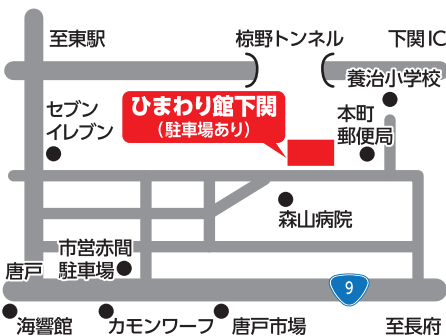 至東駅
椋野トンネル
下関IC
養治小学校
セブン
イレブン
ひまわり館下関
(駐車場あり)
本町
郵便局
森山病院
市営赤間
駐車場
唐戸
9
海響館
カモンワーフ
唐戸市場
至長府